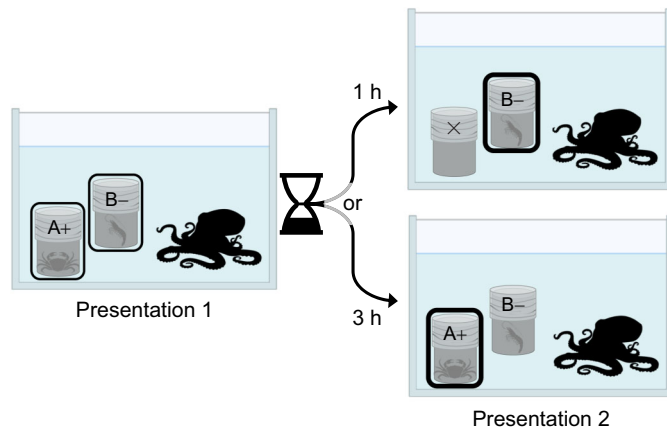 A+
B–
Presentation 1
1 h
or
3 h
×
B–
A+
B–
Presentation 2